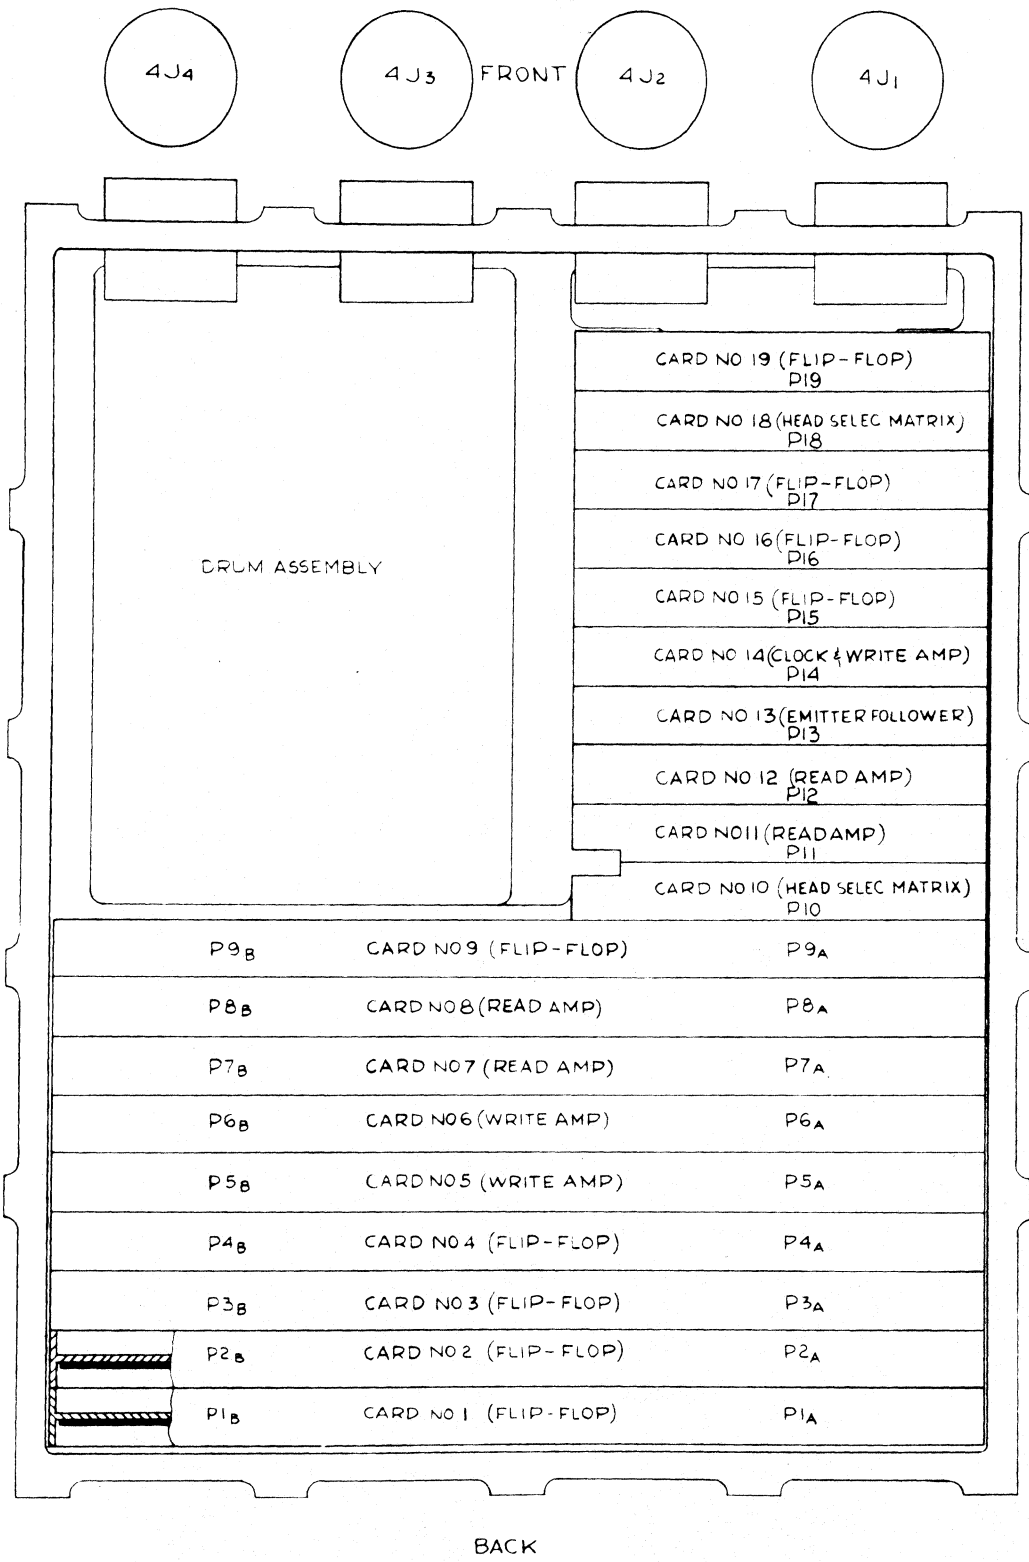 4J4 4J3 FRONT 4J2 4J1
CARD NO 19 (FLIP-FLOP)
P19
CARD NO 18 (HEAD SELEC MATRIX)
P18
CARD NO 17 (FLIP-FLOP)
P17
CARD NO 16 (FLIP-FLOP)
P16
DRUM ASSEMBLY
CARD NO 15 (FLIP-FLOP)
P15
CARD NO 14 (CLOCK & WRITE AMP)
P14
CARD NO 13 (EMITTER FOLLOWER)
P13
CARD NO 12 (READ AMP)
P12
CARD NO 11 (READ AMP)
P11
CARD NO 10 (HEAD SELEC MATRIX)
P10
P9B CARD NO 9 (FLIP-FLOP) P9A
P8B CARD NO 8 (READ AMP) P8A
P7B CARD NO 7 (READ AMP) P7A
P6B CARD NO 6 (WRITE AMP) P6A
P5B CARD NO 5 (WRITE AMP) P5A
P4B CARD NO 4 (FLIP-FLOP) P4A
P3B CARD NO 3 (FLIP-FLOP) P3A
P2B CARD NO 2 (FLIP-FLOP) P2A
P1B CARD NO 1 (FLIP-FLOP) P1A
BACK